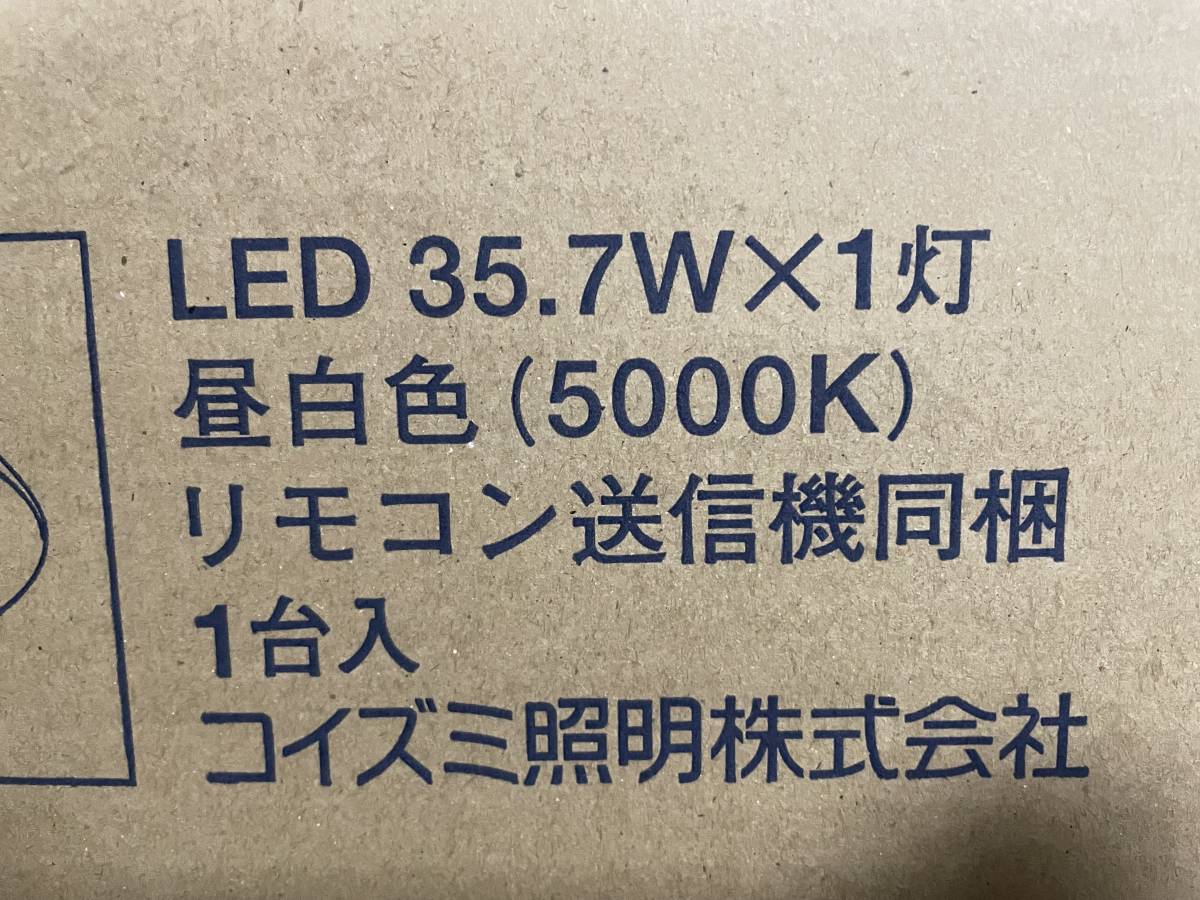 LED 35.7W×1灯
昼白色(5000K)
リモコン送信機同梱
1台入
コイズミ照明株式会社